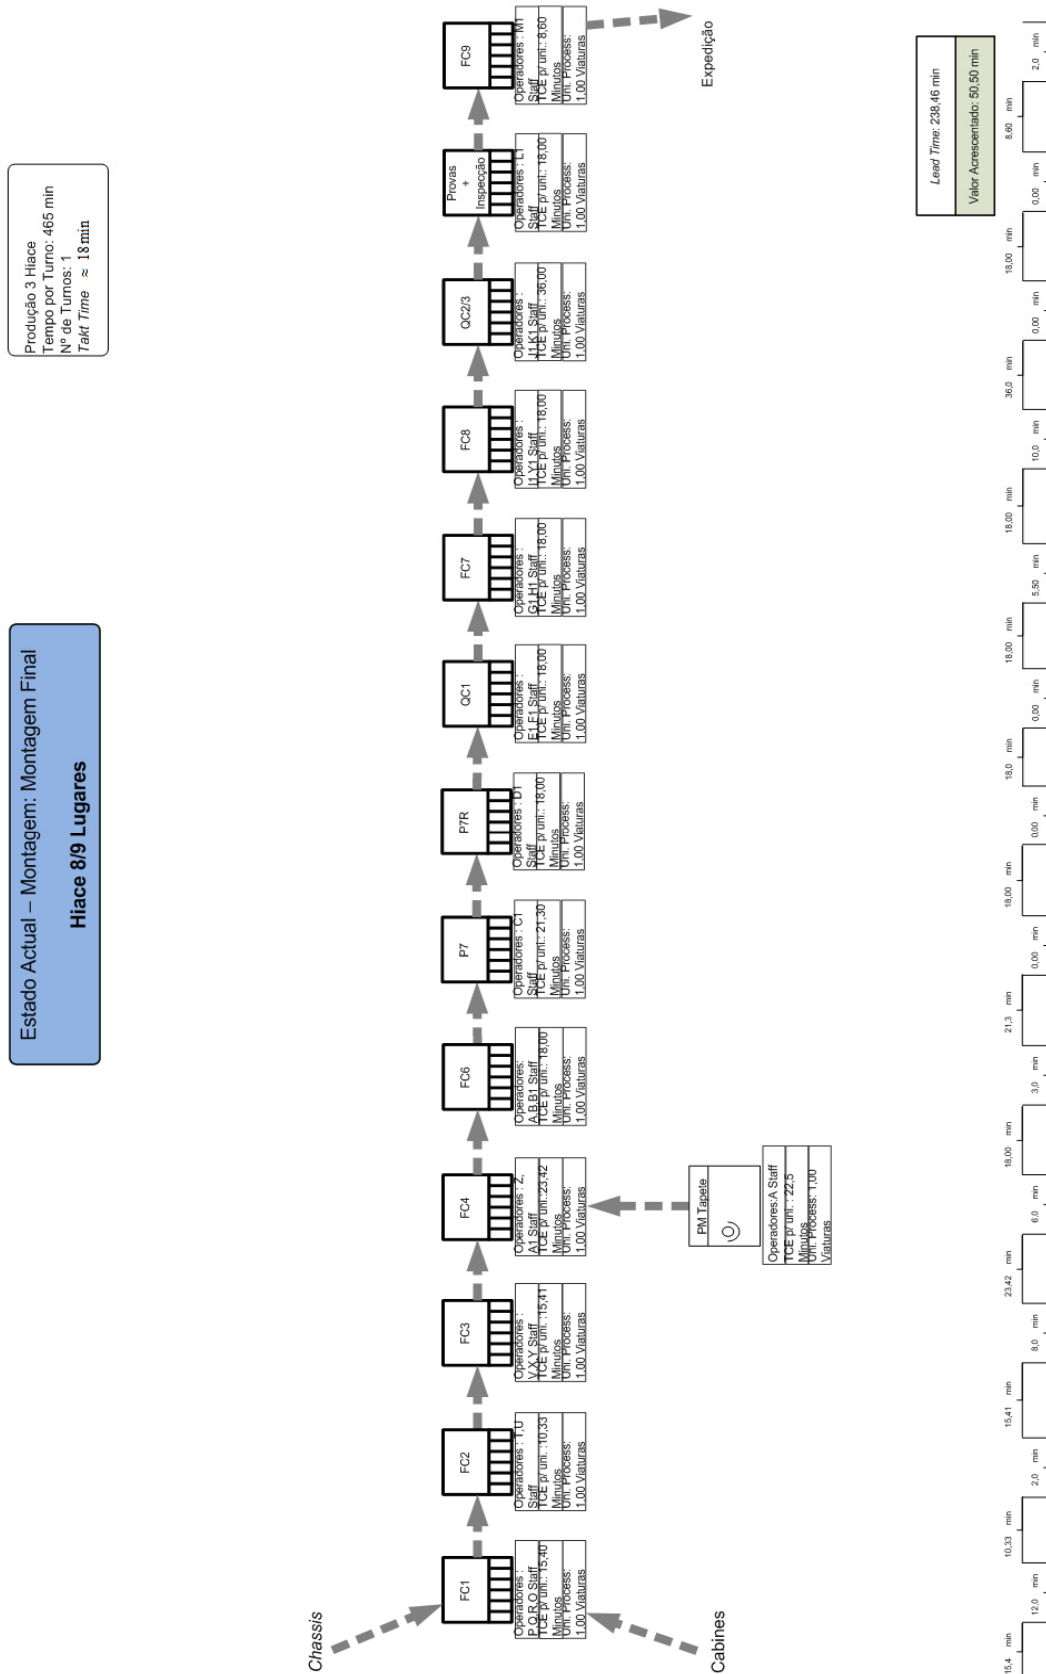 Estado Actual – Montagem: Montagem Final
Hiace 8/9 Lugares
Produção 3 Hiace
Tempo por Turno: 465 min
Nº de Turnos: 1
Takt Time ≈ 18min
Chassis
Cabines
FC1
Operadores :
P,Q,R,O Staff
TCE p/ uni.: 15,40
Minutos
Uni. Process:
1,00 Viaturas
FC2
Operadores : T,U
Staff
TCE p/ uni. :10,33
Minutos
Uni. Process:
1,00 Viaturas
FC3
Operadores :
V,X,Y Staff
TCE p/ uni. :15,41
Minutos
Uni. Process:
1,00 Viaturas
FC4
Operadores : Z,
A1 Staff
TCE p/ uni.:23,42
Minutos
Uni. Process:
1,00 Viaturas
PM Tapete
Operadores:A Staff
TCE p/ uni. : 22,5
Minutos
Uni. Process: 1,00
Viaturas
FC6
Operadores:
A,B,B1 Staff
TCE p/ uni.: 18,00
Minutos
Uni. Process:
1,00 Viaturas
P7
Operadores : C1
Staff
TCE p/ uni.: 21,30
Minutos
Uni. Process:
1,00 Viaturas
P7R
Operadores : D1
Staff
TCE p/ uni.: 18,00
Minutos
Uni. Process:
1,00 Viaturas
QC1
Operadores :
E1,F1 Staff
TCE p/ uni.: 18,00
Minutos
Uni. Process:
1,00 Viaturas
FC7
Operadores :
G1,H1 Staff
TCE p/ uni.: 18,00
Minutos
Uni. Process:
1,00 Viaturas
FC8
Operadores :
I1,Y1 Staff
TCE p/ uni.: 18,00
Minutos
Uni. Process:
1,00 Viaturas
QC2/3
Operadores :
J1,K1 Staff
TCE p/ uni.: 36,00
Minutos
Uni. Process:
1,00 Viaturas
Provas
+
Inspecção
Operadores : L1
Staff
TCE p/ uni.: 18,00
Minutos
Uni. Process:
1,00 Viaturas
FC9
Operadores : M1
Staff
TCE p/ uni.: 8,60
Minutos
Uni. Process:
1,00 Viaturas
Expedição
Lead Time: 238,46 min
Valor Acrescentado: 50,50 min
15,4 min
12,0 min
10,33 min
2,0 min
15,41 min
8,0 min
23,42 min
6,0 min
18,00 min
3,0 min
21,3 min
0,00 min
18,00 min
0,00 min
18,0 min
0,00 min
18,00 min
5,50 min
18,00 min
10,0 min
36,0 min
0,00 min
18,00 min
0,00 min
8,60 min
2,0 min